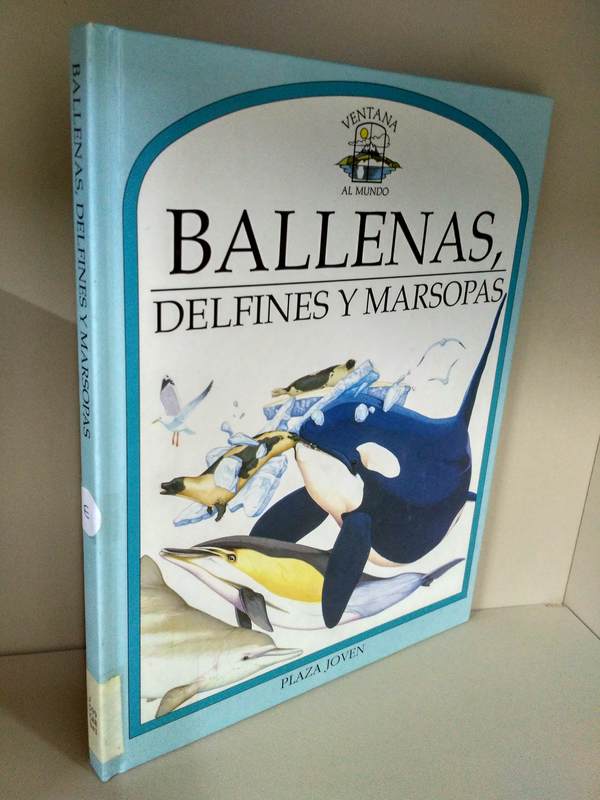 VENTANA
AL MUNDO
BALLENAS,
DELFINES Y MARSOPAS
PLAZA JOVEN
BALLENAS, DELFINES Y MARSOPAS